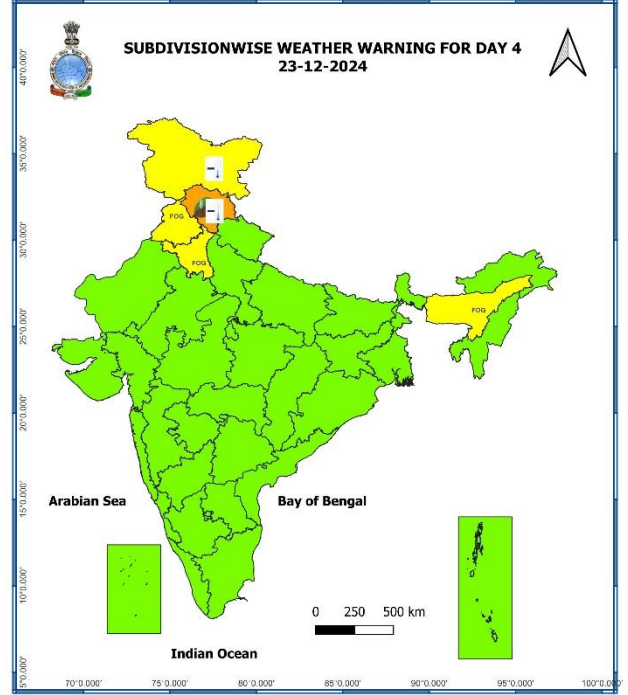 SUBDIVISIONWISE WEATHER WARNING FOR DAY 4
23-12-2024
40°0.000'
35°0.000'
FOG
30°0.000'
FOG
25°0.000'
FOG
20°0.000'
15°0.000'
Arabian Sea
Bay of Bengal
10°0.000'
0 250 500 km
Indian Ocean
5°0.000'
70°0.000' 75°0.000' 80°0.000' 85°0.000' 90°0.000' 95°0.000' 100°0.000'